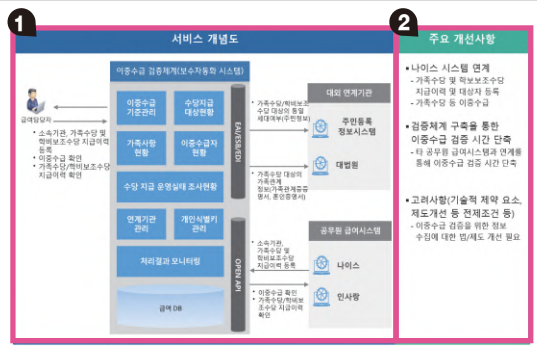 1
서비스 개념도
2
주요 개선사항
이중수급 검증체계(보수자동화 시스템)
급여담당자
• 소속기관, 가족수당 및
학비보조수당 지급이력
등록
• 이중수급 확인
• 가족수당/학비보조수당
지급이력 확인
이중수급
기준관리
수당지급
대상현황
가족사항
현황
이중수급자
현황
수당 지급 운영실태 조사현황
연계기관
관리
개인식별키
관리
처리결과 모니터링
급여 DB
EAI/ESB/EDI
OPEN API
• 가족수당/학비보조
수당 대상의 동일
세대여부(주민정보)
• 가족수당 대상의
가족관계
정보(가족관계증증
명서, 혼인증명서)
• 소속기관,
가족수당 및
학비보조수당
지급이력 등록
• 이중수급 확인
• 가족수당/학비보
조수당 지급이력
확인
대외 연계기관
주민등록
정보시스템
대법원
공무원 급여시스템
나이스
인사랑
▪ 나이스 시스템 연계
- 가족수당 및 학보보조수당
지급이력 및 대상자 등록
- 가족수당 등 이중수급
▪ 검증체계 구축을 통한
이중수급 검증 시간 단축
- 타 공무원 급여시스템과 연계를
통해 이중수급 검증 시간 단축
▪ 고려사항(기술적 제약 요소,
제도개선 등 전제조건 등)
- 이중수급 검증을 위한 정보
수집에 대한 법/제도 개선 필요